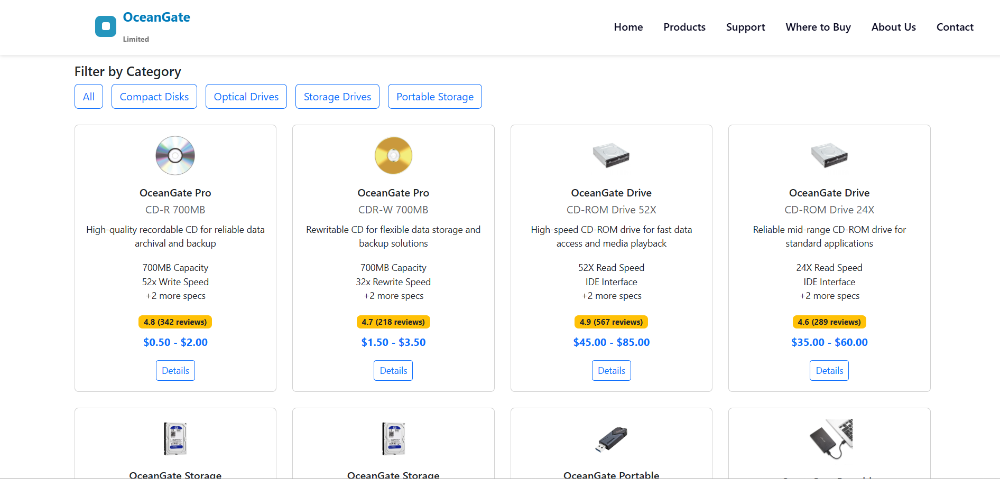 OceanGate
Limited
Home Products Support Where to Buy About Us Contact
Filter by Category
All Compact Disks Optical Drives Storage Drives Portable Storage
OceanGate Pro
CD-R 700MB
High-quality recordable CD for reliable data
archival and backup
700MB Capacity
52x Write Speed
+2 more specs
4.8 (342 reviews)
$0.50 - $2.00
Details
OceanGate Pro
CDR-W 700MB
Rewritable CD for flexible data storage and
backup solutions
700MB Capacity
32x Rewrite Speed
+2 more specs
4.7 (218 reviews)
$1.50 - $3.50
Details
OceanGate Drive
CD-ROM Drive 52X
High-speed CD-ROM drive for fast data
access and media playback
52X Read Speed
IDE Interface
+2 more specs
4.9 (567 reviews)
$45.00 - $85.00
Details
OceanGate Drive
CD-ROM Drive 24X
Reliable mid-range CD-ROM drive for
standard applications
24X Read Speed
IDE Interface
+2 more specs
4.6 (289 reviews)
$35.00 - $60.00
Details
OceanGate Storage
OceanGate Storage
OceanGate Portable